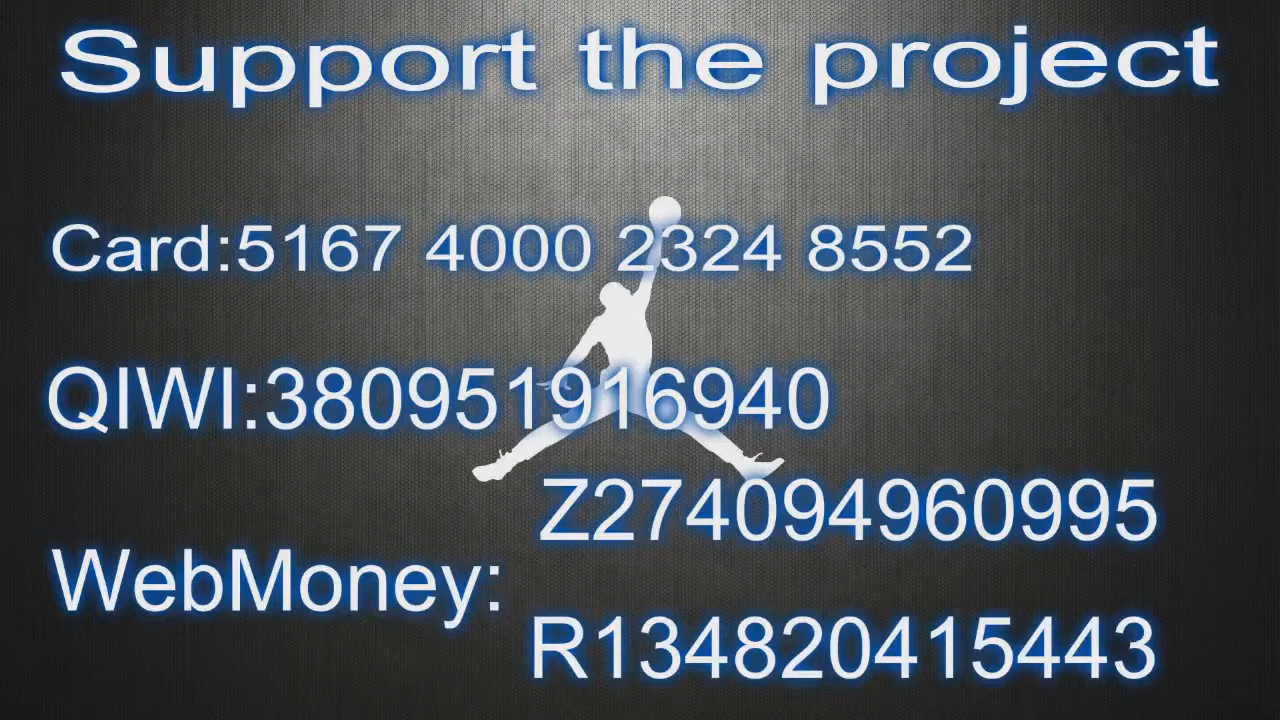 Support the project
Card:5167 4000 2324 8552
QIWI:380951916940
Z274094960995
WebMoney:
R134820415443